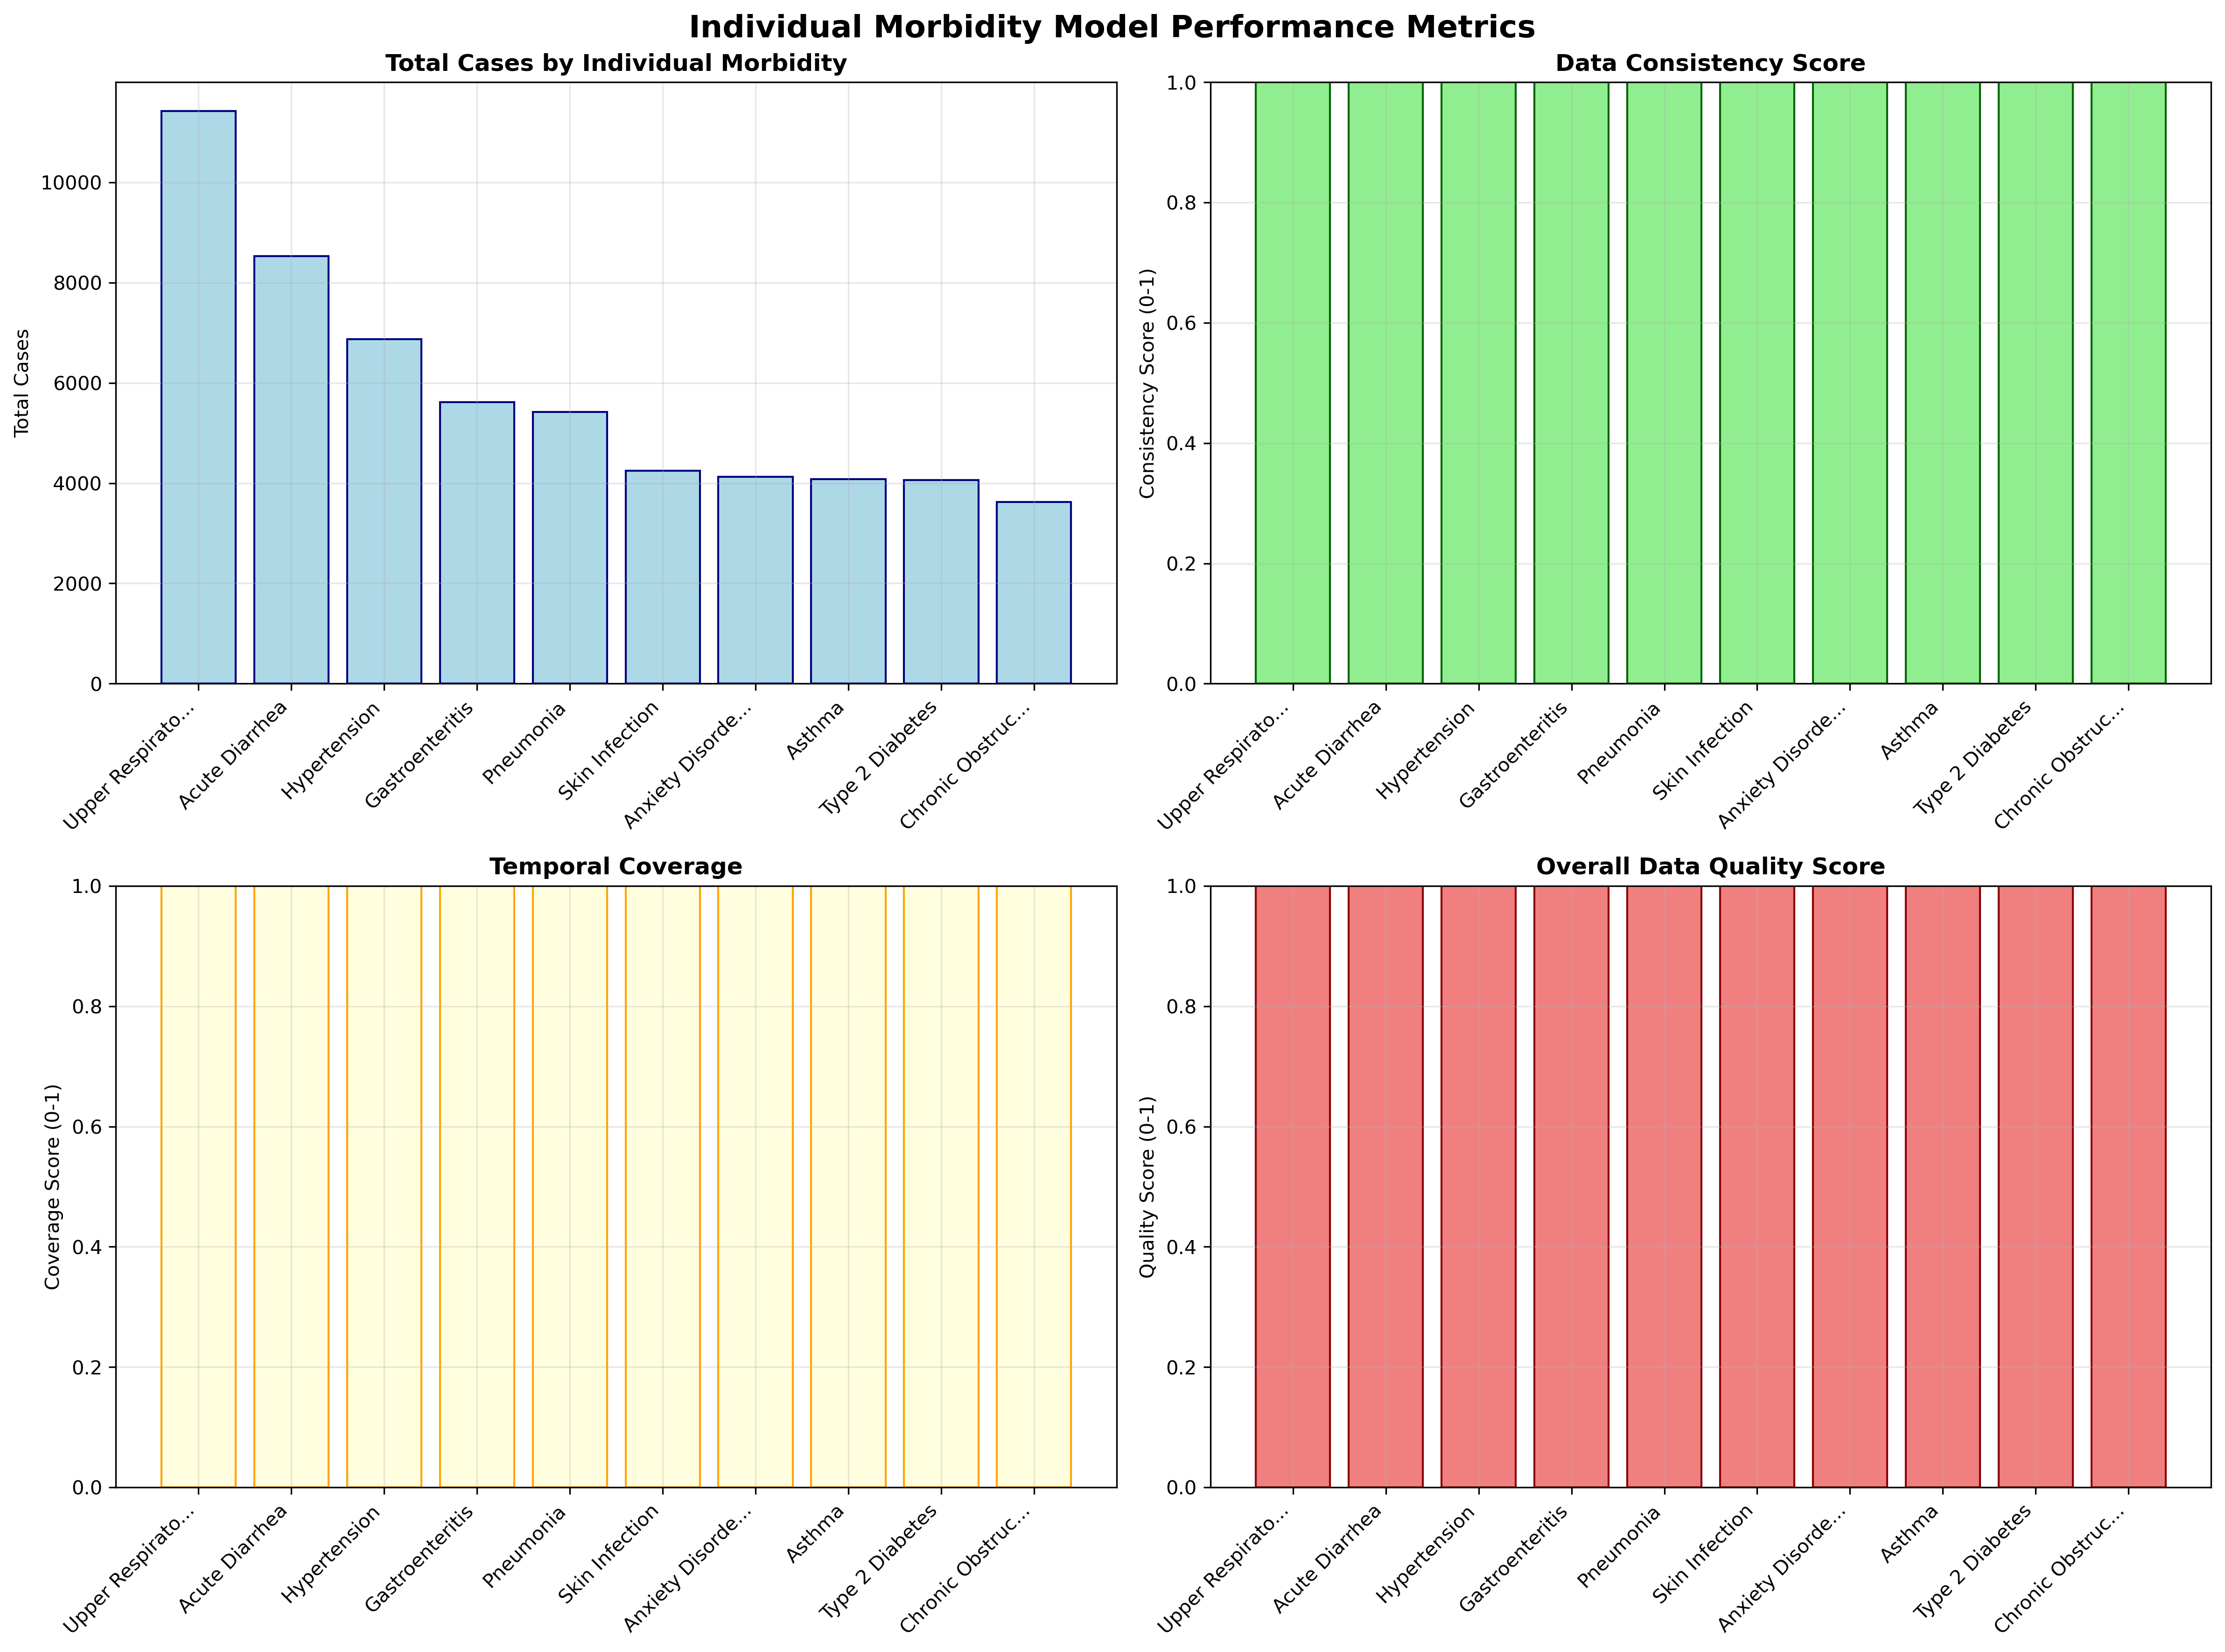 Individual Morbidity Model Performance Metrics
Total Cases by Individual Morbidity
Total Cases
10000
8000
6000
4000
2000
0
Upper Respirato...
Acute Diarrhea
Hypertension
Gastroenteritis
Pneumonia
Skin Infection
Anxiety Disorde...
Asthma
Type 2 Diabetes
Chronic Obstruc...
Data Consistency Score
Consistency Score (0-1)
1.0
0.8
0.6
0.4
0.2
0.0
Upper Respirato...
Acute Diarrhea
Hypertension
Gastroenteritis
Pneumonia
Skin Infection
Anxiety Disorde...
Asthma
Type 2 Diabetes
Chronic Obstruc...
Temporal Coverage
Coverage Score (0-1)
1.0
0.8
0.6
0.4
0.2
0.0
Upper Respirato...
Acute Diarrhea
Hypertension
Gastroenteritis
Pneumonia
Skin Infection
Anxiety Disorde...
Asthma
Type 2 Diabetes
Chronic Obstruc...
Overall Data Quality Score
Quality Score (0-1)
1.0
0.8
0.6
0.4
0.2
0.0
Upper Respirato...
Acute Diarrhea
Hypertension
Gastroenteritis
Pneumonia
Skin Infection
Anxiety Disorde...
Asthma
Type 2 Diabetes
Chronic Obstruc...